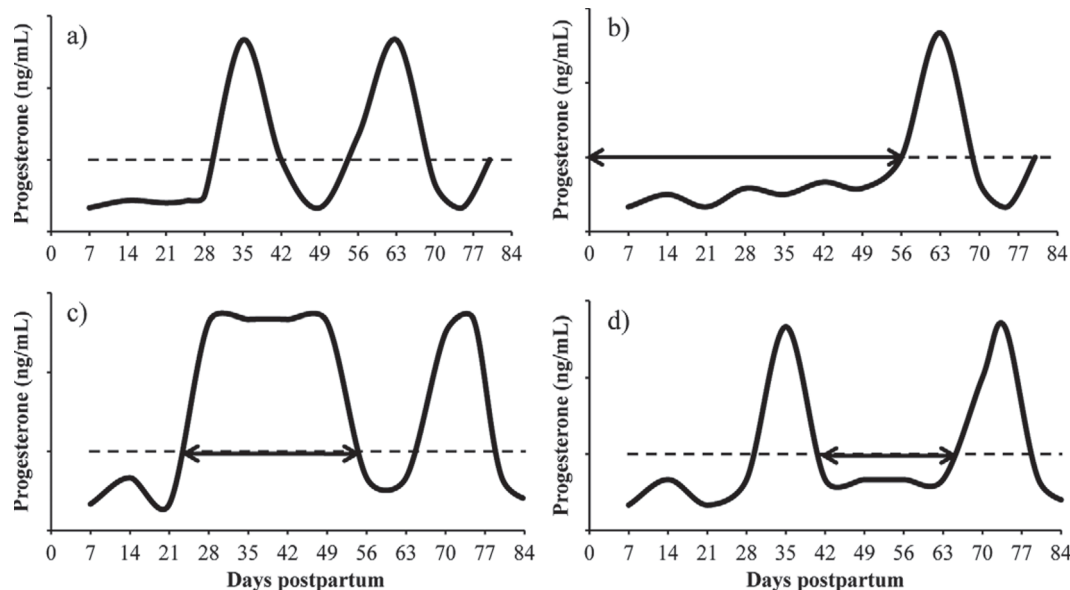 a)
Progesterone (ng/mL)
0 7 14 21 28 35 42 49 56 63 70 77 84
b)
Progesterone (ng/mL)
0 7 14 21 28 35 42 49 56 63 70 77 84
c)
Progesterone (ng/mL)
0 7 14 21 28 35 42 49 56 63 70 77 84
Days postpartum
d)
Progesterone (ng/mL)
0 7 14 21 28 35 42 49 56 63 70 77 84
Days postpartum